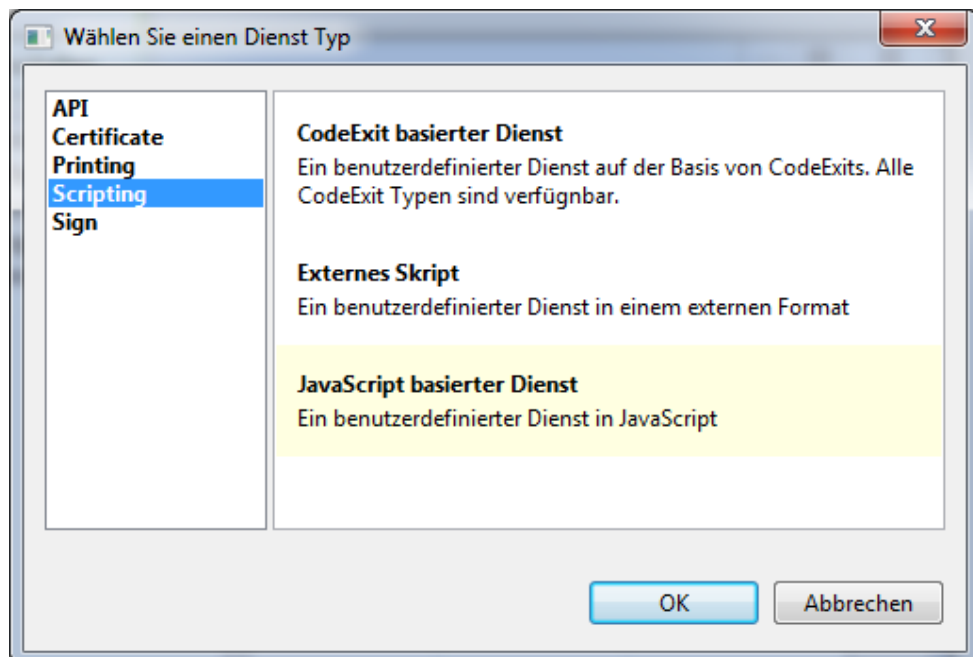 Wählen Sie einen Dienst Typ
API
Certificate
Printing
Scripting
Sign
CodeExit basierter Dienst
Ein benutzerdefinierter Dienst auf der Basis von CodeExits. Alle
CodeExit Typen sind verfügnbar.
Externes Skript
Ein benutzerdefinierter Dienst in einem externen Format
JavaScript basierter Dienst
Ein benutzerdefinierter Dienst in JavaScript
OK
Abbrechen